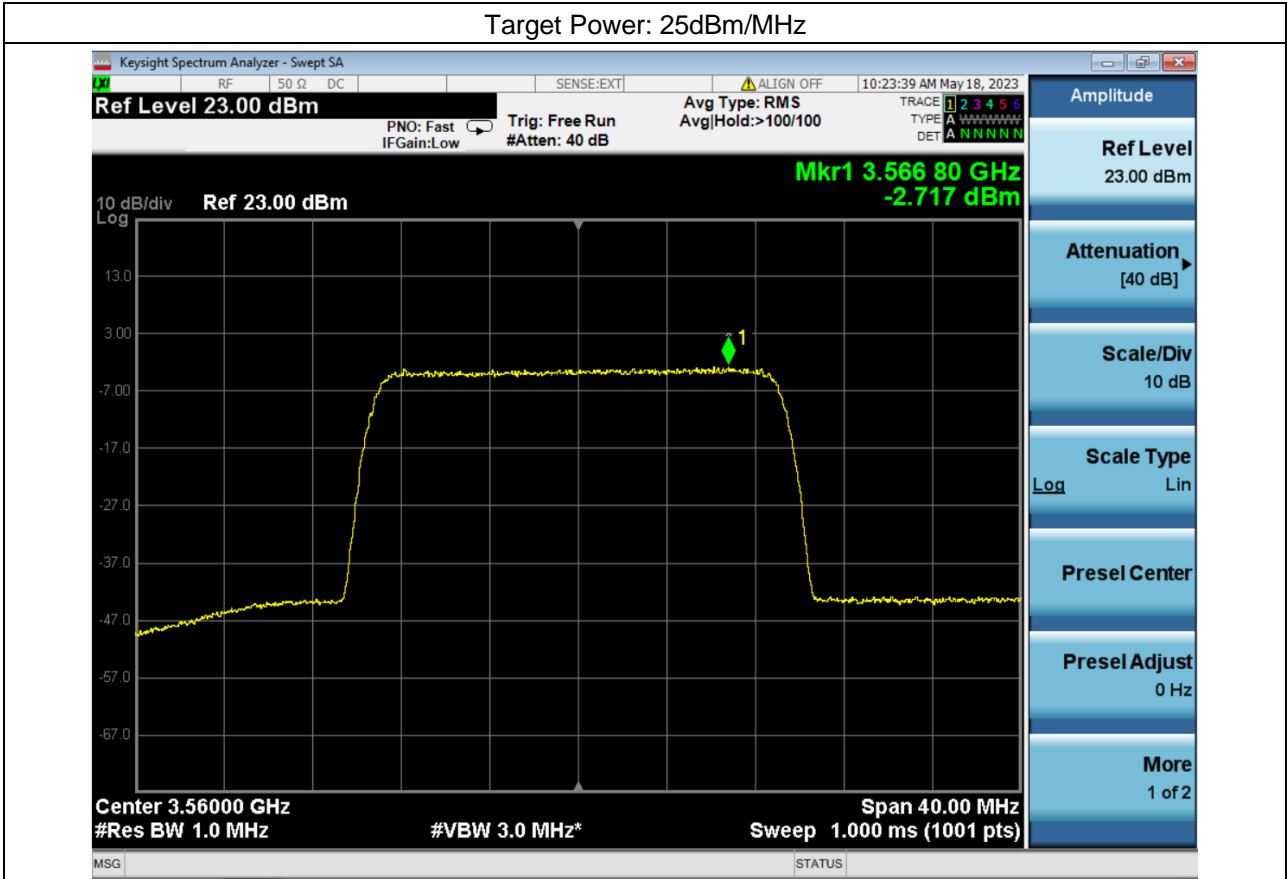 Target Power: 25dBm/MHz
Keysight Spectrum Analyzer - Swept SA
LXI RF 50 Ω DC SENSE:EXT ALIGN OFF 10:23:39 AM May 18, 2023
Ref Level 23.00 dBm
PNO: Fast
IFGain:Low
Trig: Free Run
#Atten: 40 dB
Avg Type: RMS
Avg|Hold:>100/100
TRACE 1 2 3 4 5 6
TYPE A WWWWW
DET A N N N N N
Mkr1 3.566 80 GHz
-2.717 dBm
10 dB/div Ref 23.00 dBm
Log
13.0
3.00
1
-7.00
-17.0
-27.0
-37.0
-47.0
-57.0
-67.0
Center 3.56000 GHz Span 40.00 MHz
#Res BW 1.0 MHz #VBW 3.0 MHz* Sweep 1.000 ms (1001 pts)
MSG STATUS
Amplitude
Ref Level
23.00 dBm
Attenuation
[40 dB]
Scale/Div
10 dB
Scale Type
Log Lin
Presel Center
Presel Adjust
0 Hz
More
1 of 2